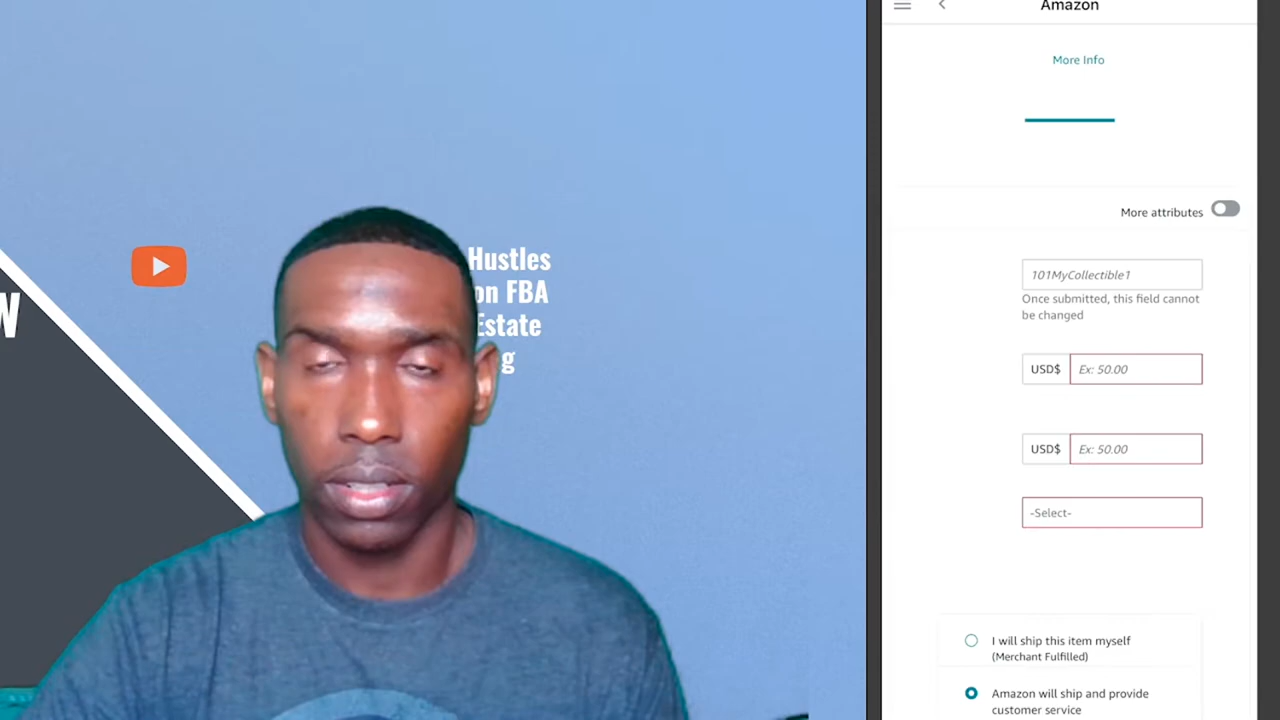 W
Hustles
on FBA
Estate
g
Amazon
More Info
More attributes
101MyCollectible1
Once submitted, this field cannot
be changed
USD$ Ex: 50.00
USD$ Ex: 50.00
-Select-
I will ship this item myself
(Merchant Fulfilled)
Amazon will ship and provide
customer service